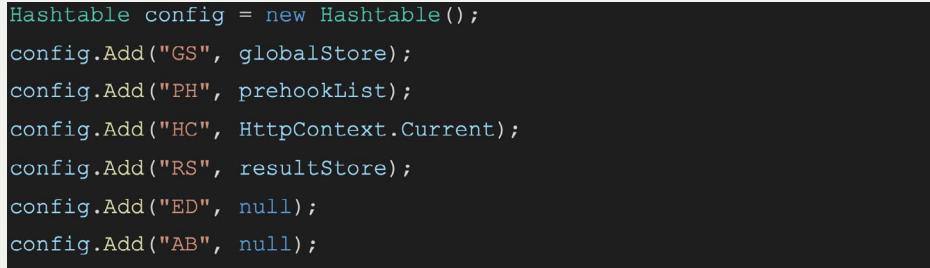 Hashtable config = new Hashtable();
config.Add("GS", globalStore);
config.Add("PH", prehookList);
config.Add("HC", HttpContext.Current);
config.Add("RS", resultStore);
config.Add("ED", null);
config.Add("AB", null);